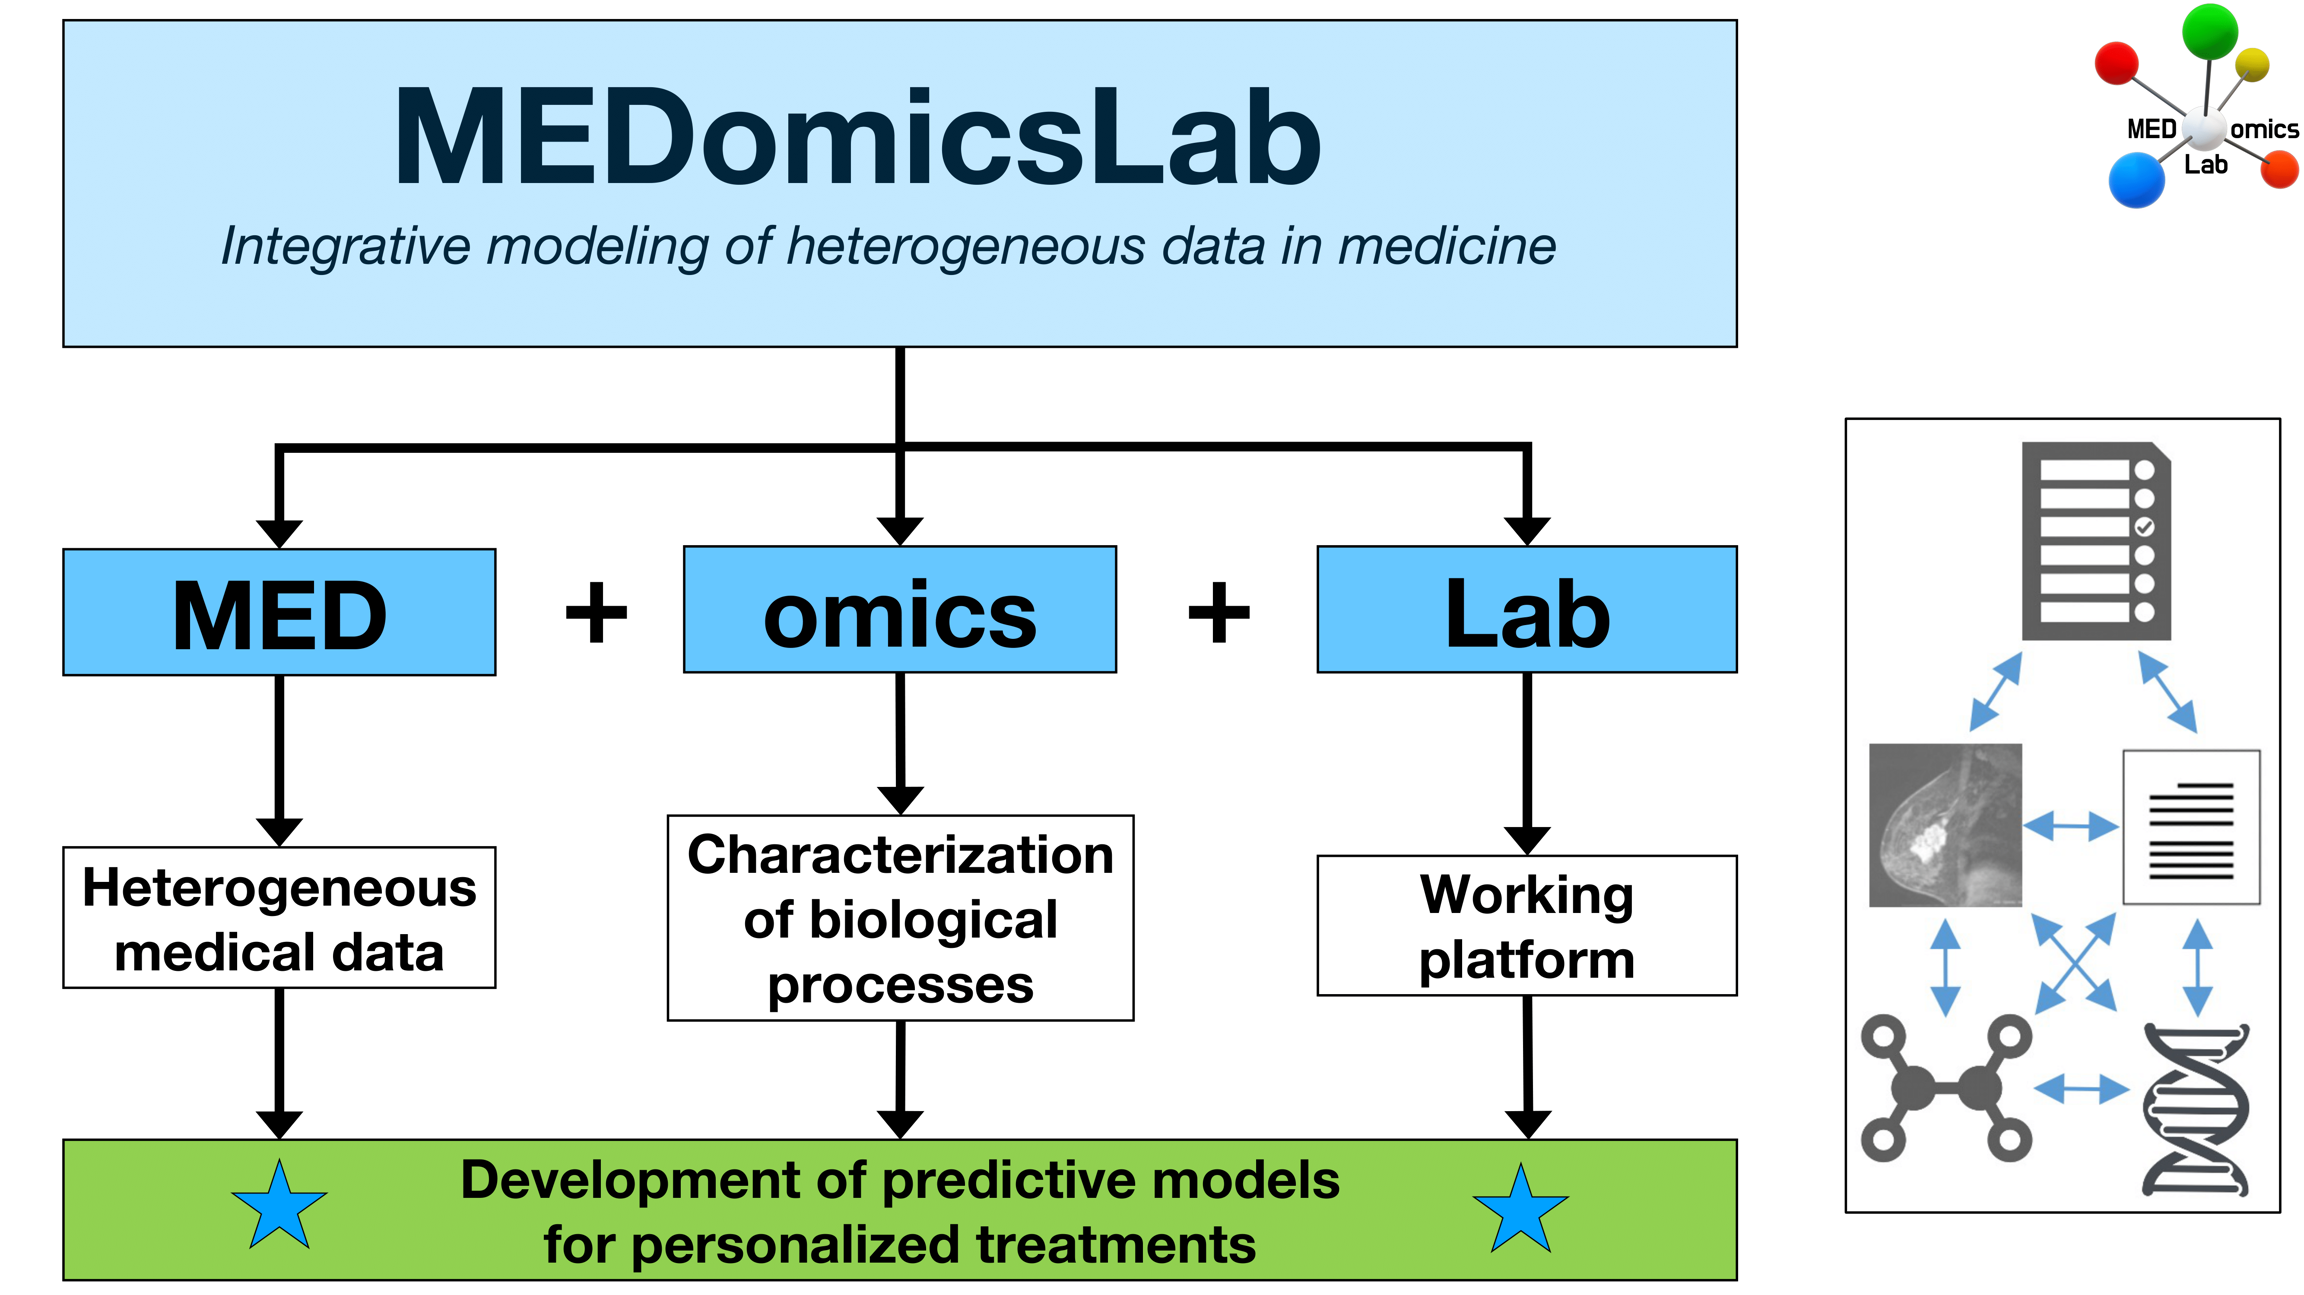 MEDomicsLab
Integrative modeling of heterogeneous data in medicine
MED omics
Lab
MED + omics + Lab
Heterogeneous
medical data
Characterization
of biological
processes
Working
platform
Development of predictive models
for personalized treatments